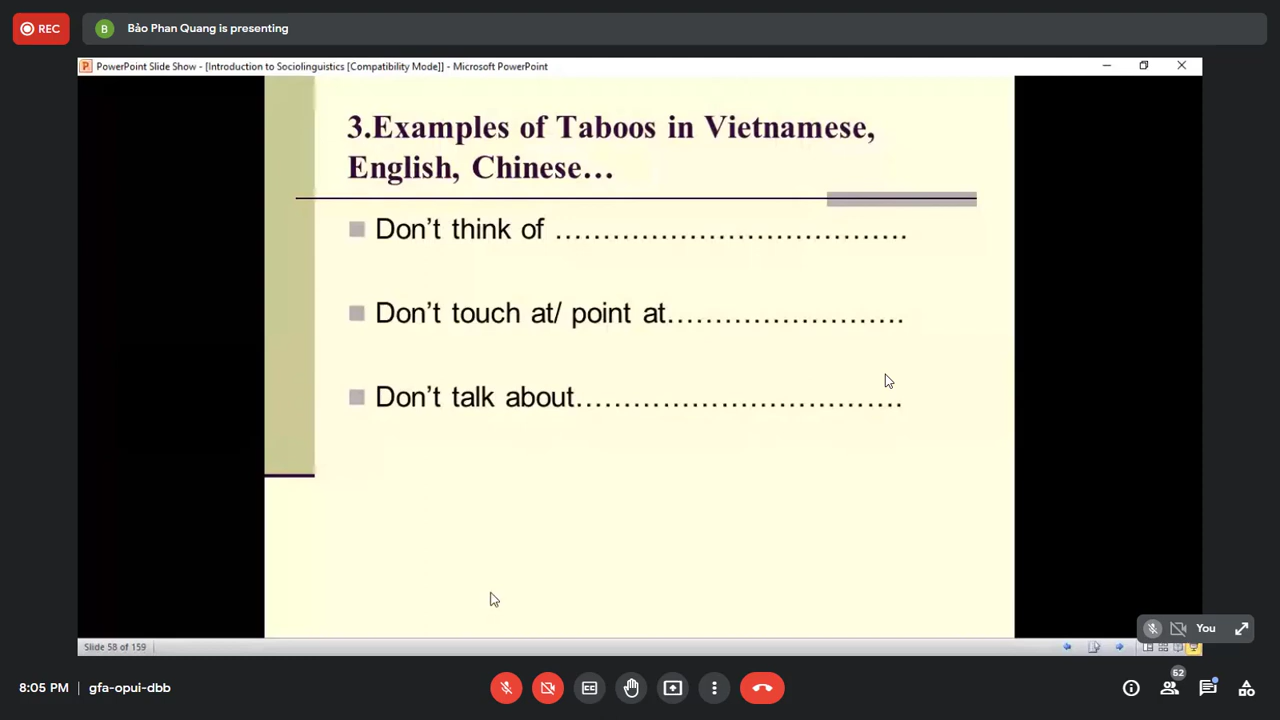 REC
B
Bảo Phan Quang is presenting
PowerPoint Slide Show - [Introduction to Sociolinguistics [Compatibility Mode]] - Microsoft PowerPoint
3.Examples of Taboos in Vietnamese,
English, Chinese…
Don't think of ……………………………….
Don't touch at/ point at…………………….
Don't talk about…………………………….
You
Slide 58 of 159
52
8:05 PM | gfa-opui-dbb